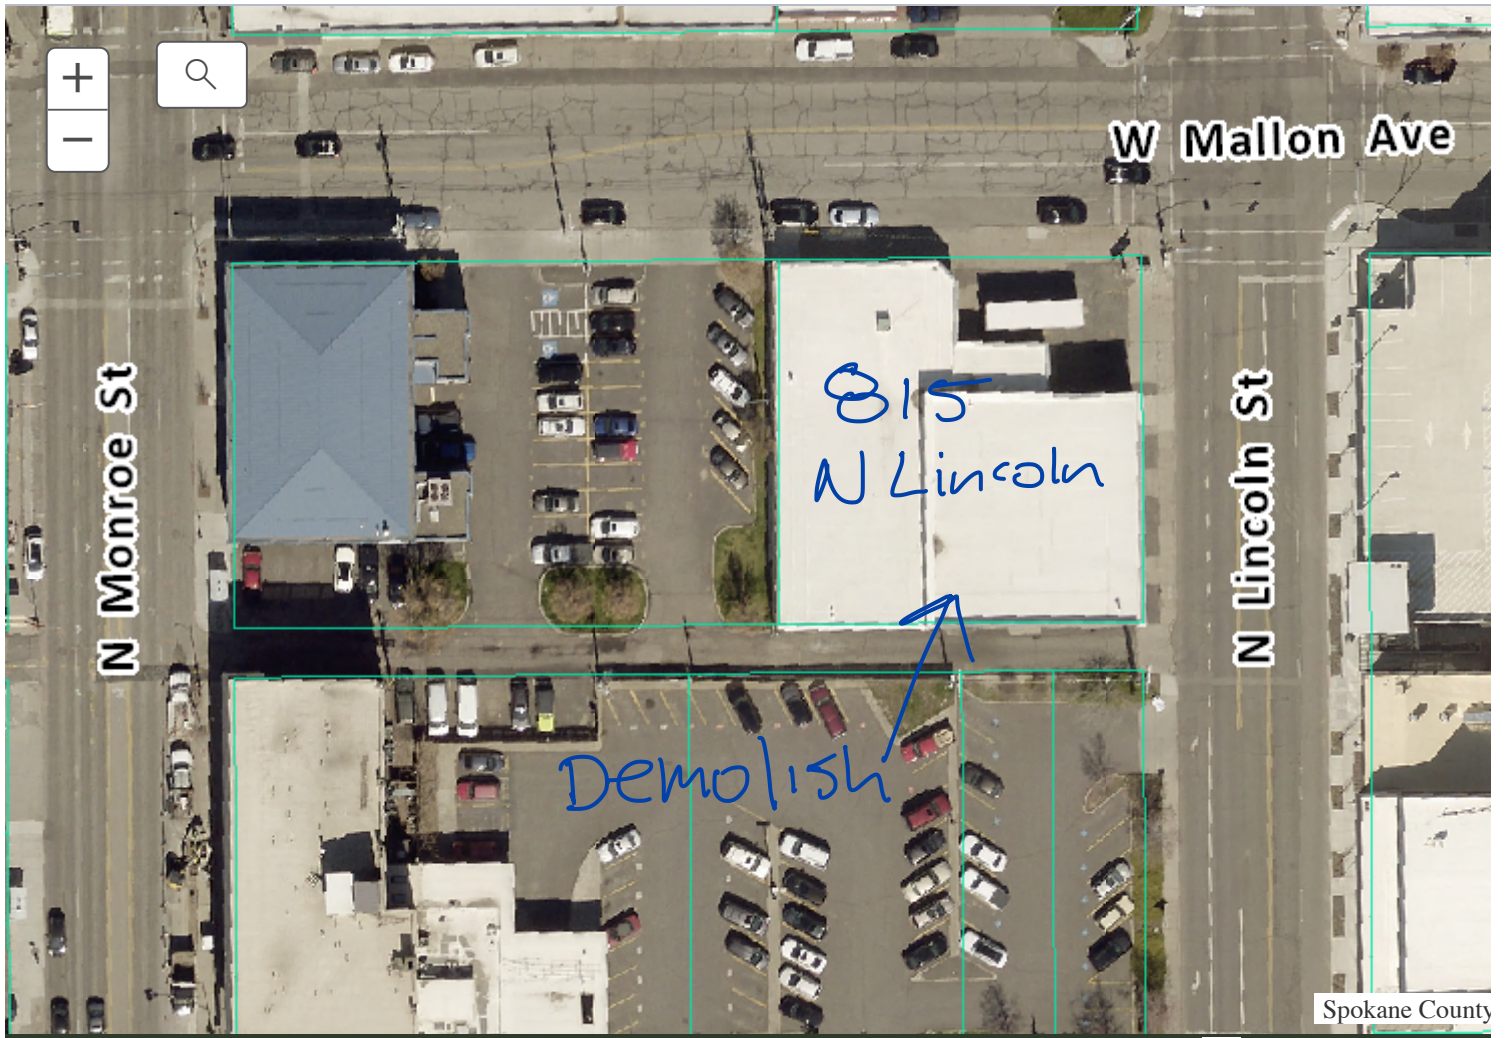 +
−
W Mallon Ave
N Monroe St
N Lincoln St
815
N Lincoln
Demolish
Spokane County